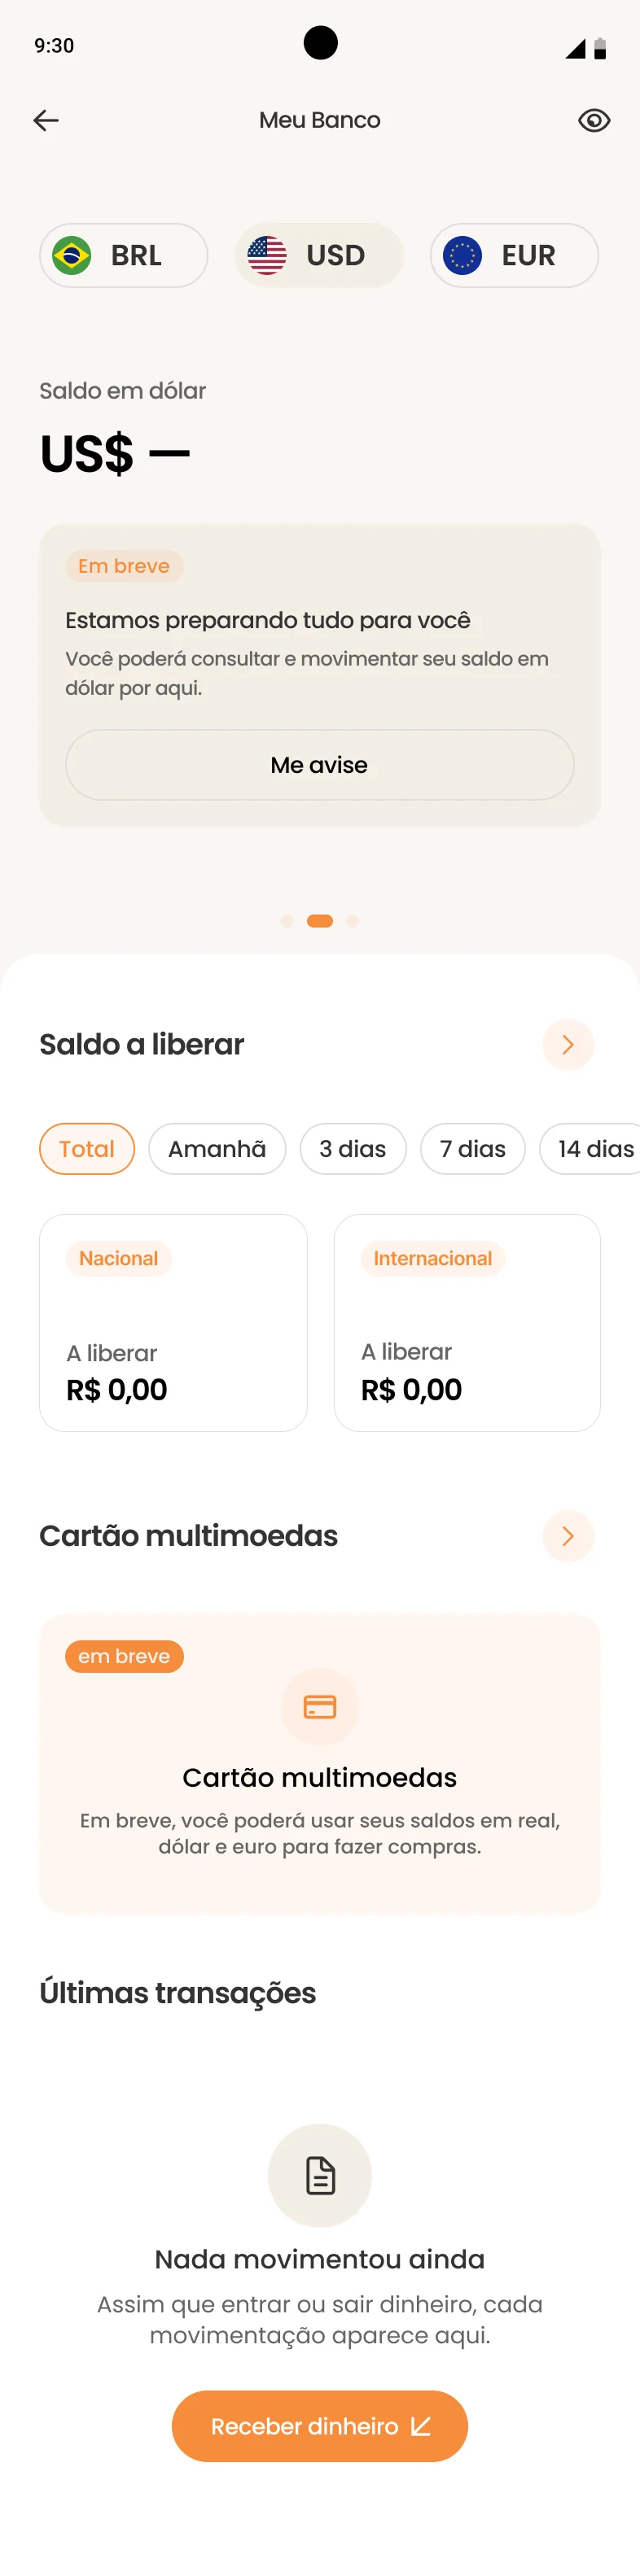 9:30
Meu Banco
BRL
USD
EUR
Saldo em dólar
US$ —
Em breve
Estamos preparando tudo para você
Você poderá consultar e movimentar seu saldo em
dólar por aqui.
Me avise
Saldo a liberar
Total
Amanhã
3 dias
7 dias
14 dias
Nacional
Internacional
A liberar
A liberar
R$ 0,00
R$ 0,00
Cartão multimoedas
em breve
Cartão multimoedas
Em breve, você poderá usar seus saldos em real,
dólar e euro para fazer compras.
Últimas transações
Nada movimentou ainda
Assim que entrar ou sair dinheiro, cada
movimentação aparece aqui.
Receber dinheiro